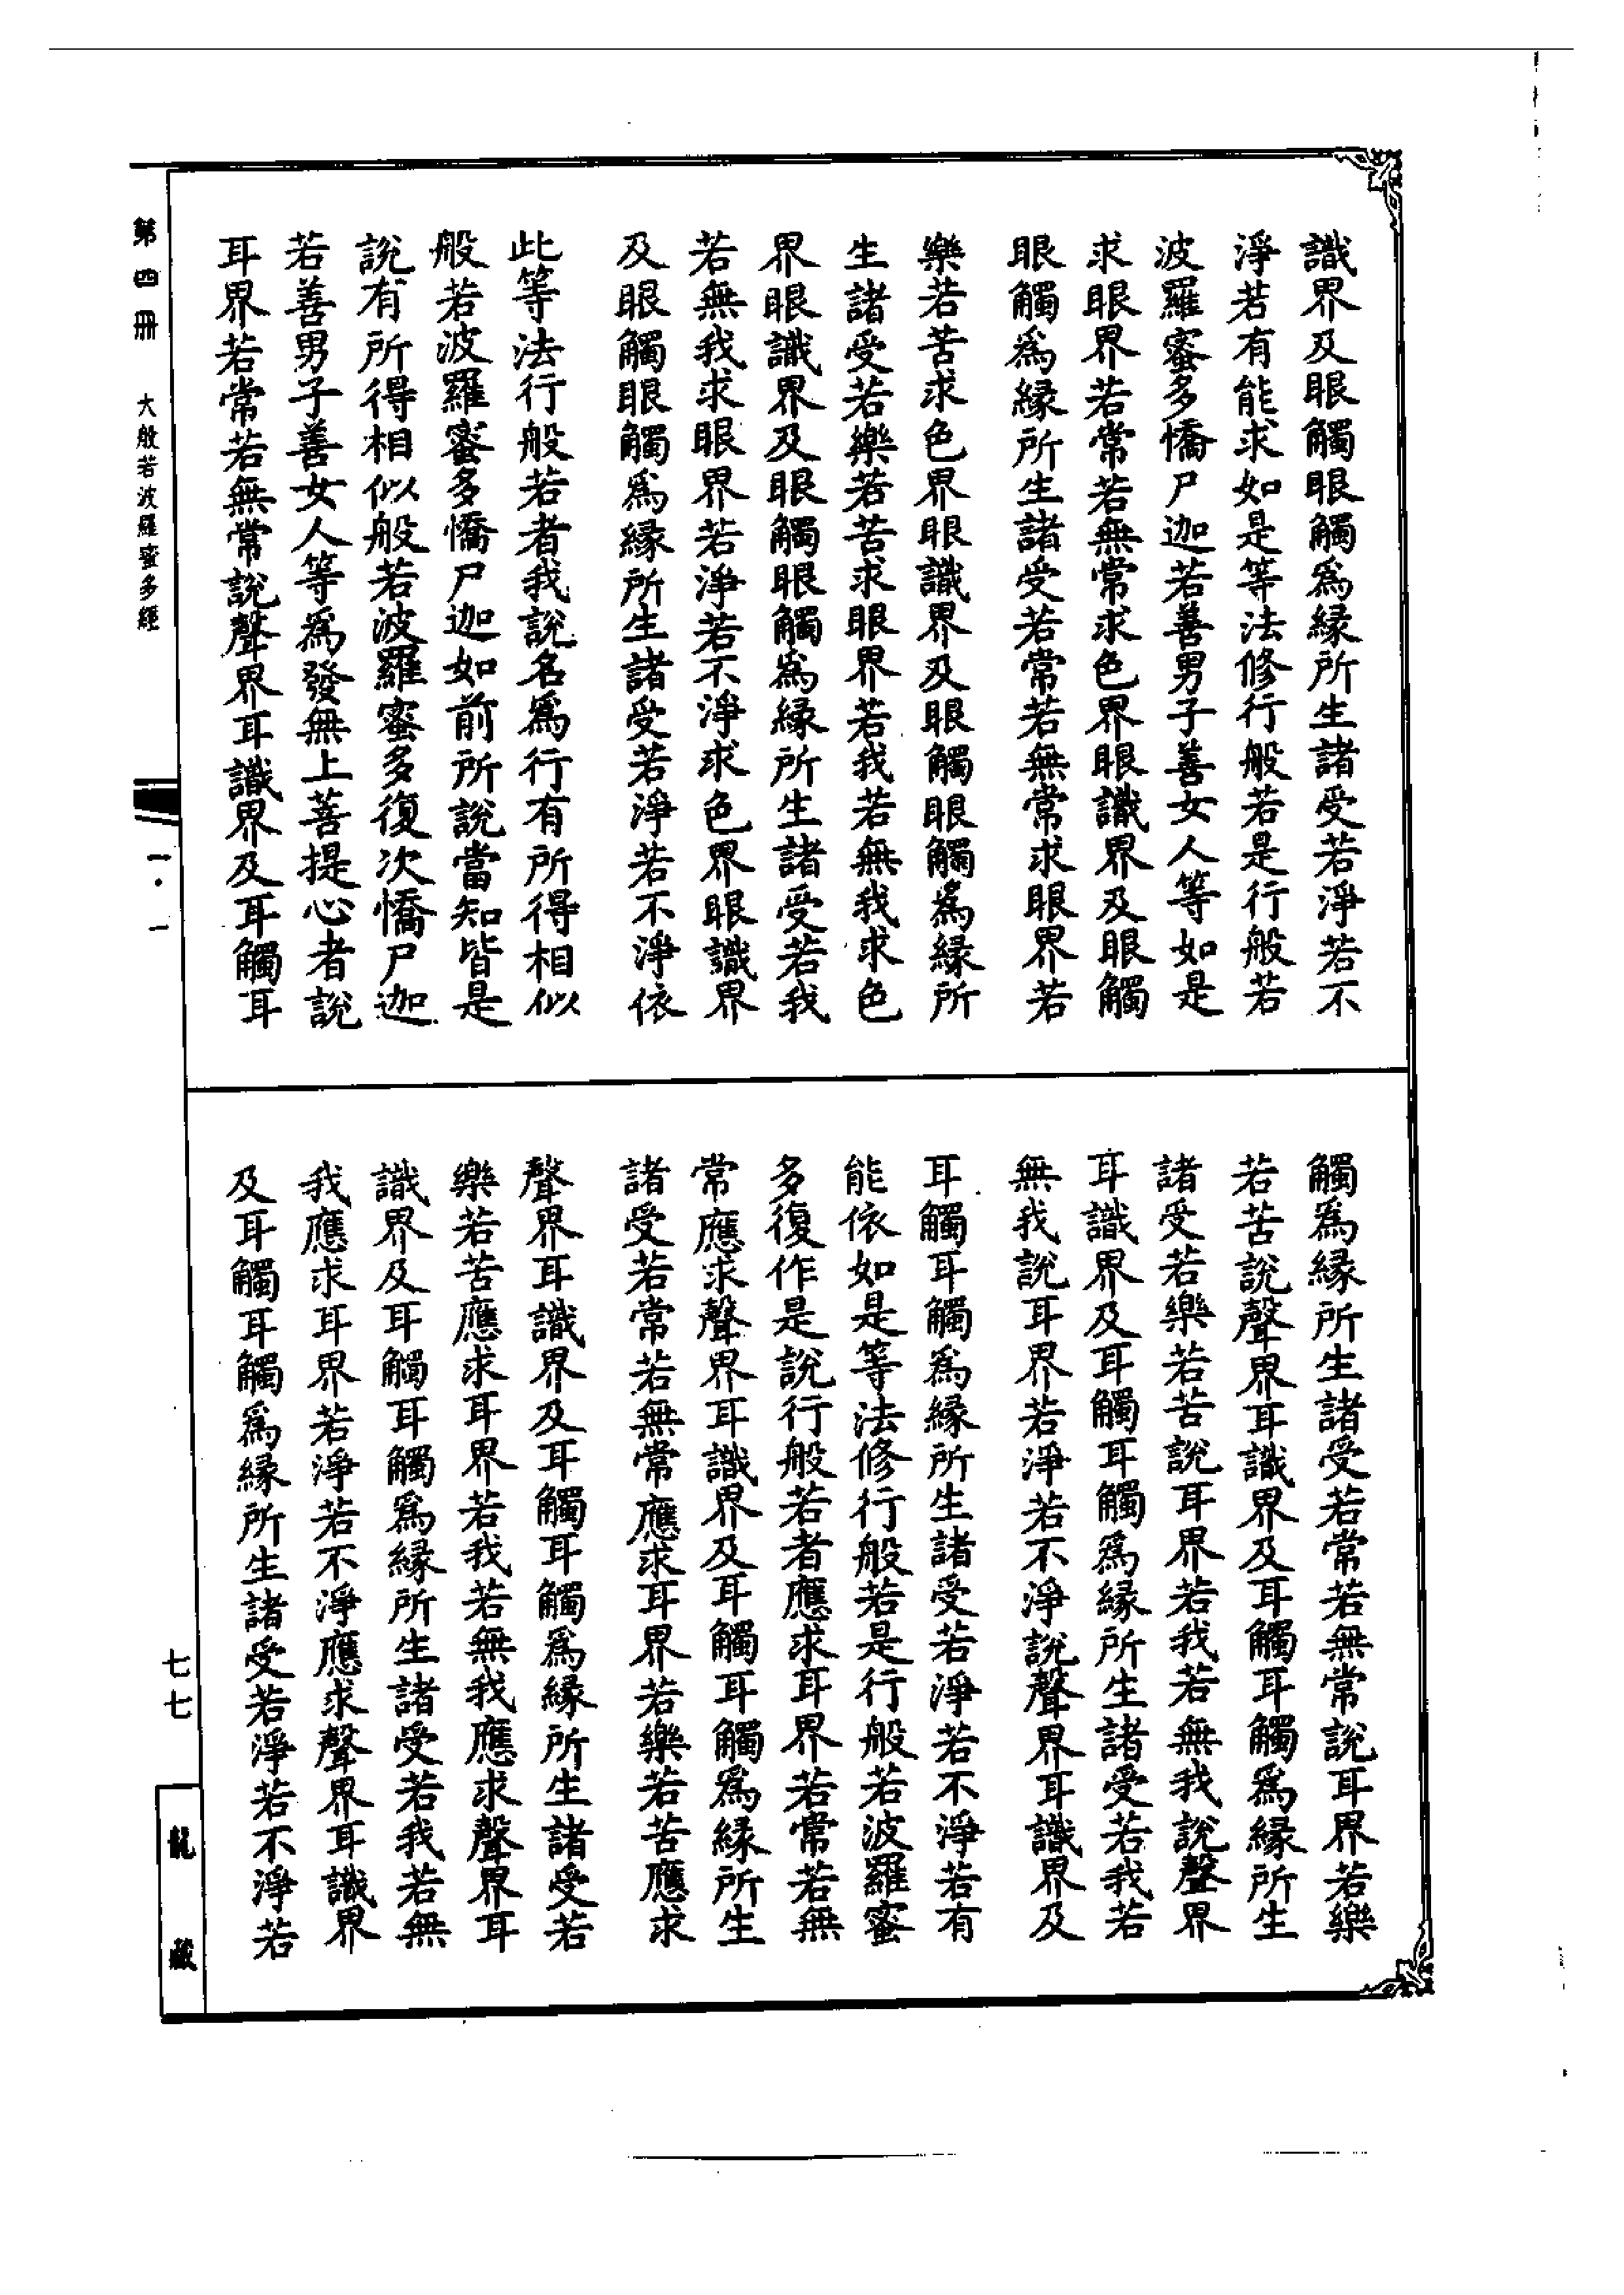 識界及眼觸眼觸為緣所生諸受若淨若不
淨若有能求如是等法修行般若是行般若
波羅蜜多憍尸迦若善男子善女人等如是
求眼界若常若無常求色界眼識界及眼觸
眼觸為緣所生諸受若常若無常求眼界若
樂若苦求色界眼識界及眼觸眼觸為緣所
生諸受若樂若苦求眼界若我若無我求色
界眼識界及眼觸眼觸為緣所生諸受若我
若無我求眼界若淨若不淨求色界眼識界
及眼觸眼觸為緣所生諸受若淨若不淨依
此等法行般若者我說名為行有所得相似
般若波羅蜜多憍尸迦如前所說當知皆是
說有所得相似般若波羅蜜多復次憍尸迦
若善男子善女人等為發無上菩提心者說
耳界若常若無常說聲界耳識界及耳觸耳
觸為緣所生諸受若常若無常說耳界若樂
若苦說聲界耳識界及耳觸耳觸為緣所生
諸受若樂若苦說耳界若我若無我說聲界
耳識界及耳觸耳觸為緣所生諸受若我若
無我說耳界若淨若不淨說聲界耳識界及
耳觸耳觸為緣所生諸受若淨若不淨若有
能依如是等法修行般若是行般若波羅蜜
多復作是說行般若者應求耳界若常若無
常應求聲界耳識界及耳觸耳觸為緣所生
諸受若常若無常應求耳界若樂若苦應求
聲界耳識界及耳觸耳觸為緣所生諸受若
樂若苦應求耳界若我若無我應求聲界耳
識界及耳觸耳觸為緣所生諸受若我若無
我應求耳界若淨若不淨應求聲界耳識界
及耳觸耳觸為緣所生諸受若淨若不淨若
第四冊 大般若波羅蜜多經 一·一 七七 龍藏